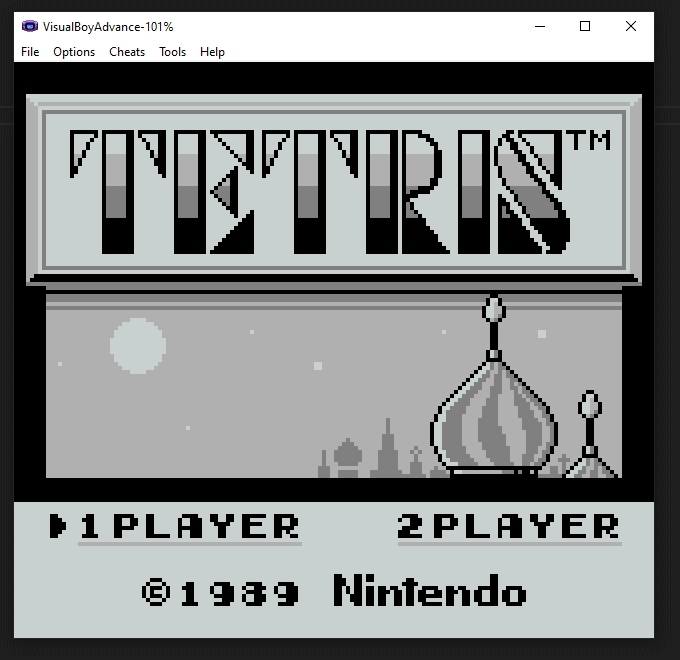 VisualBoyAdvance-101%
File Options Cheats Tools Help
TETRIS™
1PLAYER 2PLAYER
©1989 Nintendo